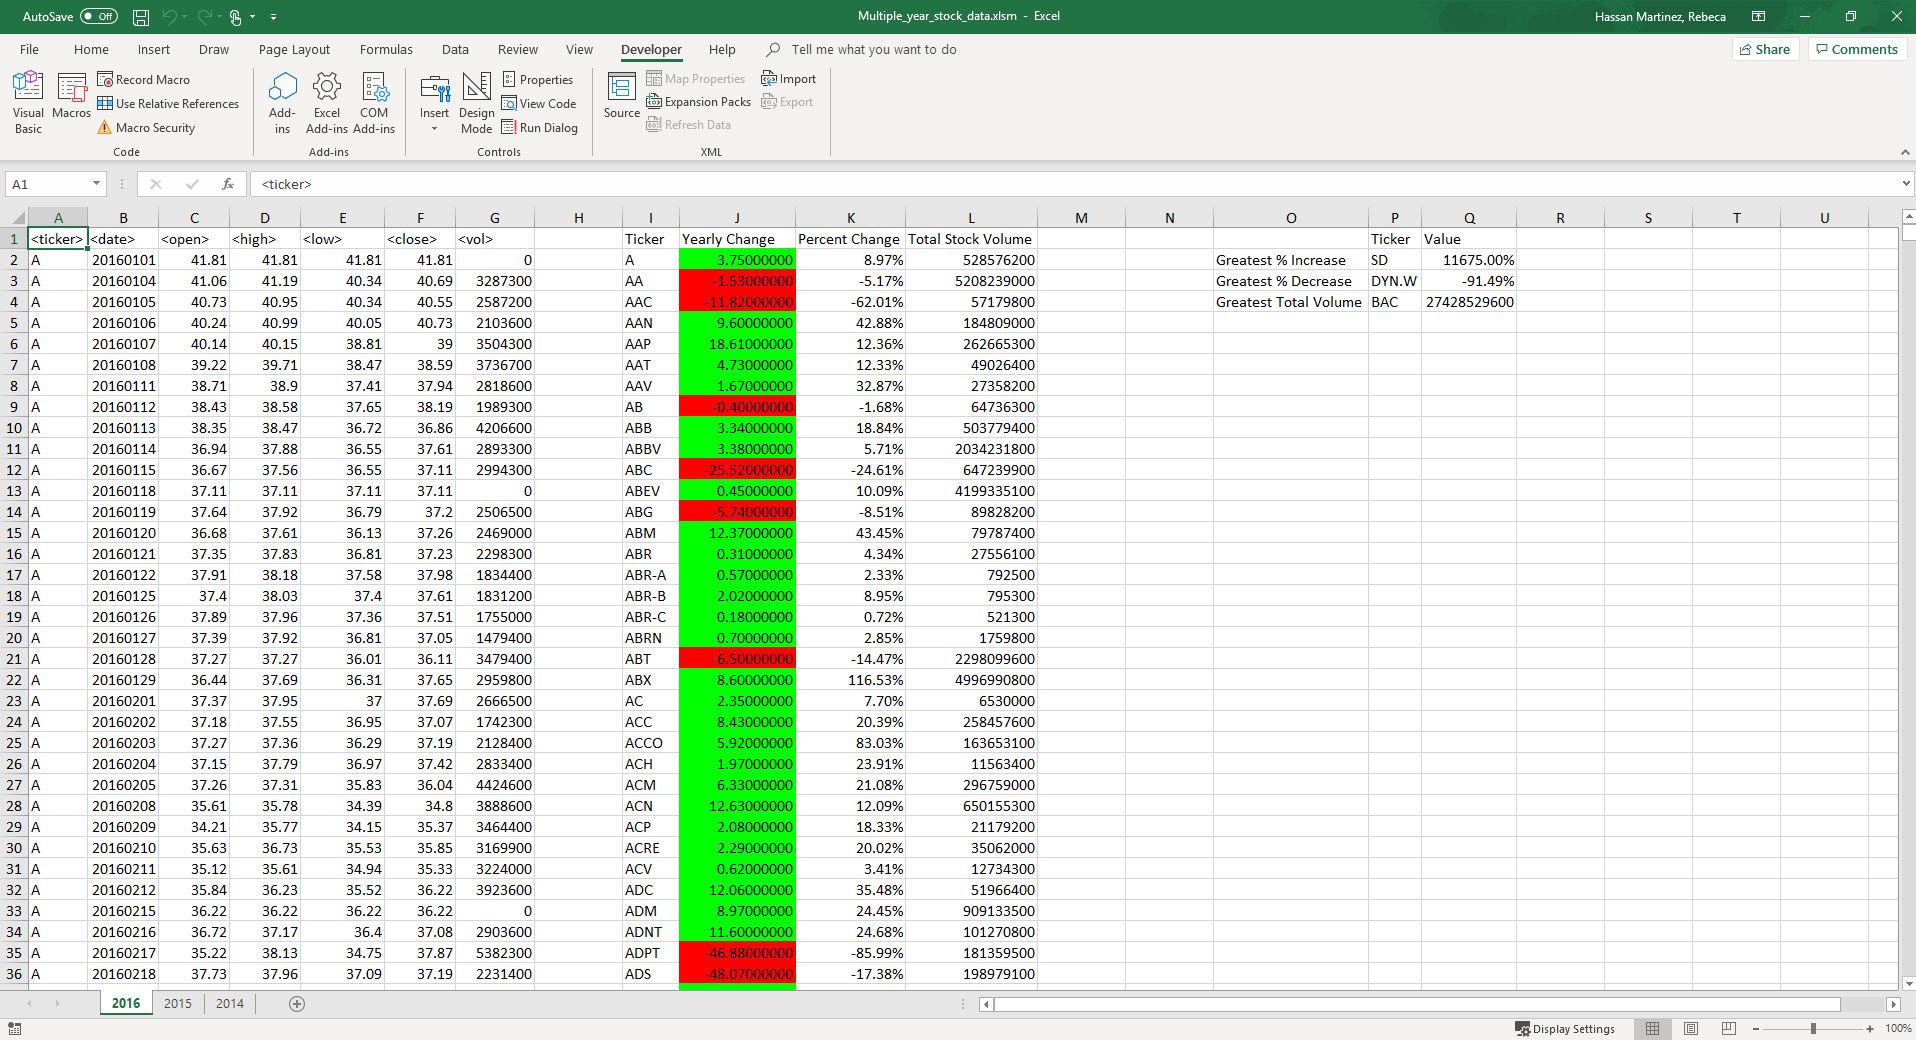 AutoSave Off Multiple_year_stock_data.xlsm - Excel Hassan Martinez, Rebeca
File Home Insert Draw Page Layout Formulas Data Review View Developer Help Tell me what you want to do Share Comments
Visual Basic Macros Record Macro Use Relative References Macro Security
Add-ins Excel Add-ins COM Add-ins
Insert Design Mode Properties View Code Run Dialog
Source Map Properties Expansion Packs Refresh Data Import Export
Code Add-ins Controls XML
A1 fx <ticker>
A B C D E F G H I J K L M N O P Q R S T U
1 <ticker> <date> <open> <high> <low> <close> <vol> Ticker Yearly Change Percent Change Total Stock Volume Ticker Value
2 A 20160101 41.81 41.81 41.81 41.81 0 A 3.75000000 8.97% 528576200 Greatest % Increase SD 11675.00%
3 A 20160104 41.06 41.19 40.34 40.69 3287300 AA -1.53000000 -5.17% 5208239000 Greatest % Decrease DYN.W -91.49%
4 A 20160105 40.73 40.95 40.34 40.55 2587200 AAC -11.82000000 -62.01% 57179800 Greatest Total Volume BAC 27428529600
5 A 20160106 40.24 40.99 40.05 40.73 2103600 AAN 9.60000000 42.88% 184809000
6 A 20160107 40.14 40.15 38.81 39 3504300 AAP 18.61000000 12.36% 262665300
7 A 20160108 39.22 39.71 38.47 38.59 3736700 AAT 4.73000000 12.33% 49026400
8 A 20160111 38.71 38.9 37.41 37.94 2818600 AAV 1.67000000 32.87% 27358200
9 A 20160112 38.43 38.58 37.65 38.19 1989300 AB -0.40000000 -1.68% 64736300
10 A 20160113 38.35 38.47 36.72 36.86 4206600 ABB 3.34000000 18.84% 503779400
11 A 20160114 36.94 37.88 36.55 37.61 2893300 ABBV 3.38000000 5.71% 2034231800
12 A 20160115 36.67 37.56 36.55 37.11 2994300 ABC -25.52000000 -24.61% 647239900
13 A 20160118 37.11 37.11 37.11 37.11 0 ABEV 0.45000000 10.09% 4199335100
14 A 20160119 37.64 37.92 36.79 37.2 2506500 ABG -5.74000000 -8.51% 89828200
15 A 20160120 36.68 37.61 36.13 37.26 2469000 ABM 12.37000000 43.45% 79787400
16 A 20160121 37.35 37.83 36.81 37.23 2298300 ABR 0.31000000 4.34% 27556100
17 A 20160122 37.91 38.18 37.58 37.98 1834400 ABR-A 0.57000000 2.33% 792500
18 A 20160125 37.4 38.03 37.4 37.61 1831200 ABR-B 2.02000000 8.95% 795300
19 A 20160126 37.89 37.96 37.36 37.51 1755000 ABR-C 0.18000000 0.72% 521300
20 A 20160127 37.39 37.92 36.81 37.05 1479400 ABRN 0.70000000 2.85% 1759800
21 A 20160128 37.27 37.27 36.01 36.11 3479400 ABT -6.50000000 -14.47% 2298099600
22 A 20160129 36.44 37.69 36.31 37.65 2959800 ABX 8.60000000 116.53% 4996990800
23 A 20160201 37.37 37.95 37 37.69 2666500 AC 2.35000000 7.70% 6530000
24 A 20160202 37.18 37.55 36.95 37.07 1742300 ACC 8.43000000 20.39% 258457600
25 A 20160203 37.27 37.36 36.29 37.19 2128400 ACCO 5.92000000 83.03% 163653100
26 A 20160204 37.15 37.79 36.97 37.42 2833400 ACH 1.97000000 23.91% 11563400
27 A 20160205 37.26 37.31 35.83 36.04 4424600 ACM 6.33000000 21.08% 296759000
28 A 20160208 35.61 35.78 34.39 34.8 3888600 ACN 12.63000000 12.09% 650155300
29 A 20160209 34.21 35.77 34.15 35.37 3464400 ACP 2.08000000 18.33% 21179200
30 A 20160210 35.63 36.73 35.53 35.85 3169900 ACRE 2.29000000 20.02% 35062000
31 A 20160211 35.12 35.61 34.94 35.33 3224000 ACV 0.62000000 3.41% 12734300
32 A 20160212 35.84 36.23 35.52 36.22 3923600 ADC 12.06000000 35.48% 51966400
33 A 20160215 36.22 36.22 36.22 36.22 0 ADM 8.97000000 24.45% 909133500
34 A 20160216 36.72 37.17 36.4 37.08 2903600 ADNT 11.60000000 24.68% 101270800
35 A 20160217 35.22 38.13 34.75 37.87 5382300 ADPT -46.88000000 -85.99% 181359500
36 A 20160218 37.73 37.96 37.09 37.19 2231400 ADS -48.07000000 -17.38% 198979100
2016 2015 2014
Display Settings 100%